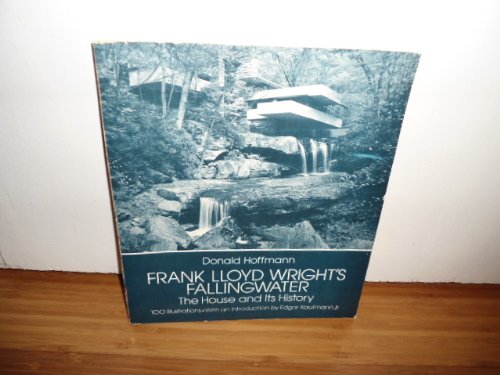 Donald Hoffmann
FRANK LLOYD WRIGHT'S
FALLINGWATER
The House and Its History
100 Illustrations • With an Introduction by Edgar Kaufmann, jr.